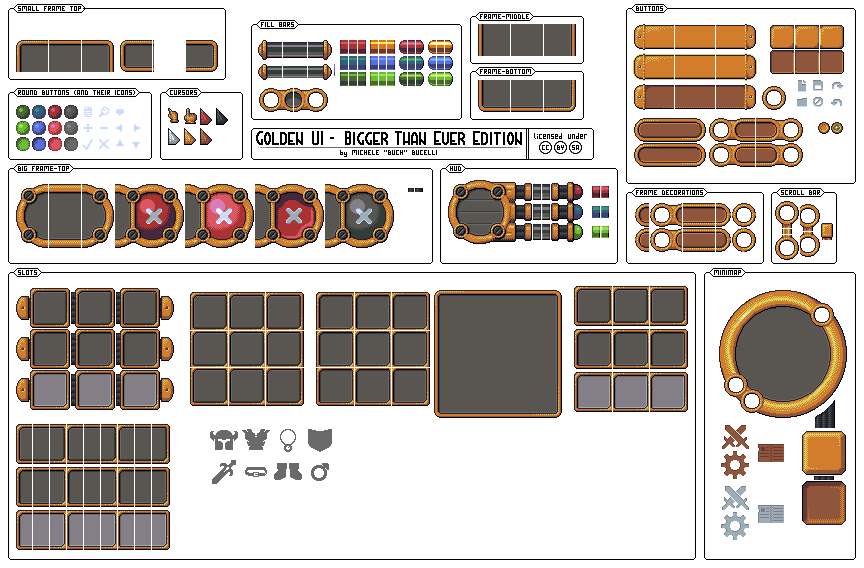 SMALL FRAME TOP
FILL BARS
FRAME-MIDDLE
BUTTONS
FRAME-BOTTOM
ROUND BUTTONS (AND THEIR ICONS)
CURSORS
GOLDEN UI - BIGGER THAN EVER EDITION
by MICHELE "BUCH" BUCELLI
licensed under
CC BY SA
BIG FRAME-TOP
HUD
FRAME DECORATIONS
SCROLL BAR
SLOTS
MINIMAP